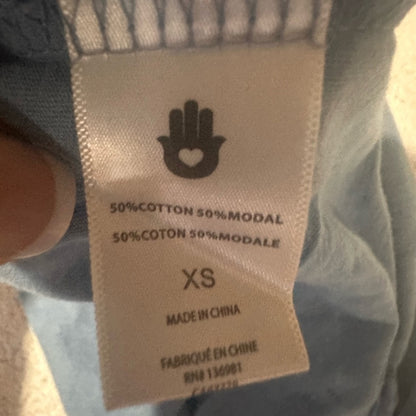 50%COTTON 50%MODAL
50%COTON 50%MODALE
XS
MADE IN CHINA
FABRIQUÉ EN CHINE
RN# 136981